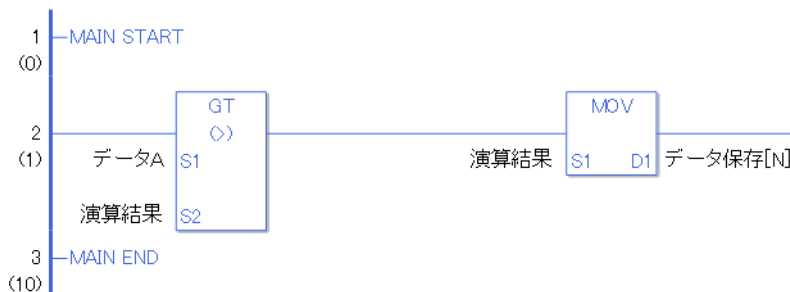 1 MAIN START
(0)
GT MOV
2 (>)
(1) データA S1 演算結果 S1 D1 データ保存[N]
演算結果 S2
3 MAIN END
(10)